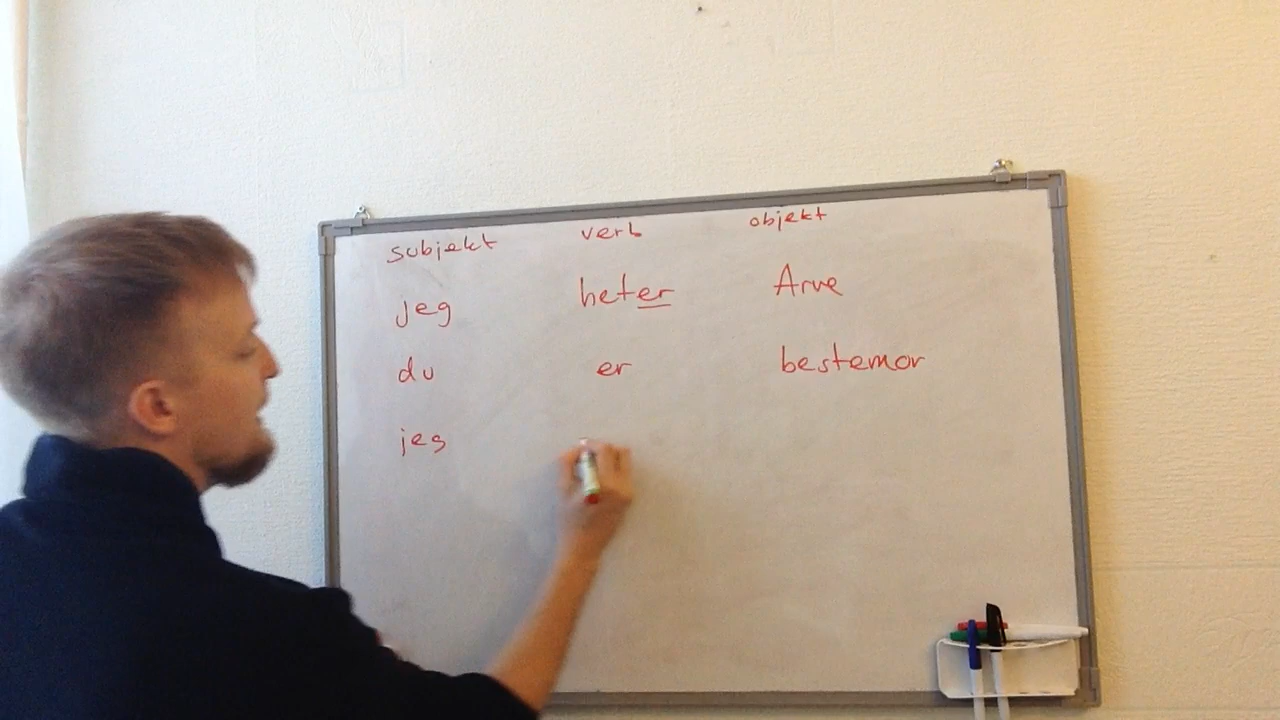 subjekt verb objekt
jeg heter Arve
du er bestemor
jeg